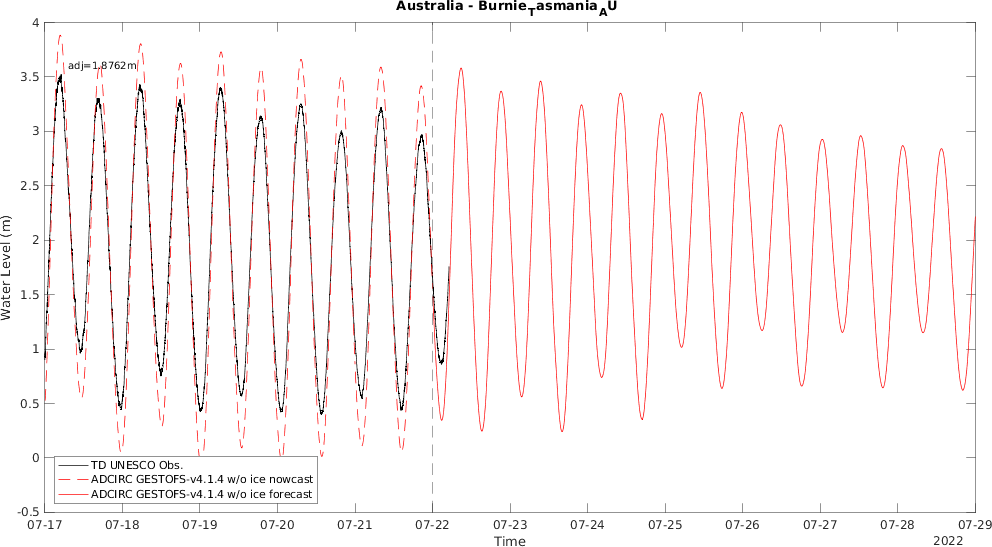 Australia - Burnie_Tasmania_AU
4
3.5
3
2.5
2
1.5
1
0.5
0
-0.5
Water Level (m)
adj=1.8762m
TD UNESCO Obs.
ADCIRC GESTOFS-v4.1.4 w/o ice nowcast
ADCIRC GESTOFS-v4.1.4 w/o ice forecast
07-17 07-18 07-19 07-20 07-21 07-22 07-23 07-24 07-25 07-26 07-27 07-28 07-29
Time
2022